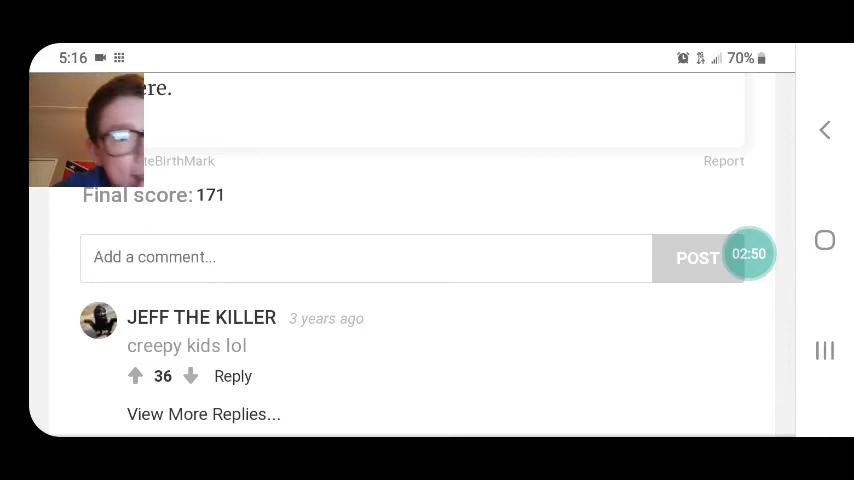 5:16 70%
ere.
teBirthMark Report
Final score: 171
Add a comment... POST 02:50
JEFF THE KILLER 3 years ago
creepy kids lol
36 Reply
View More Replies...